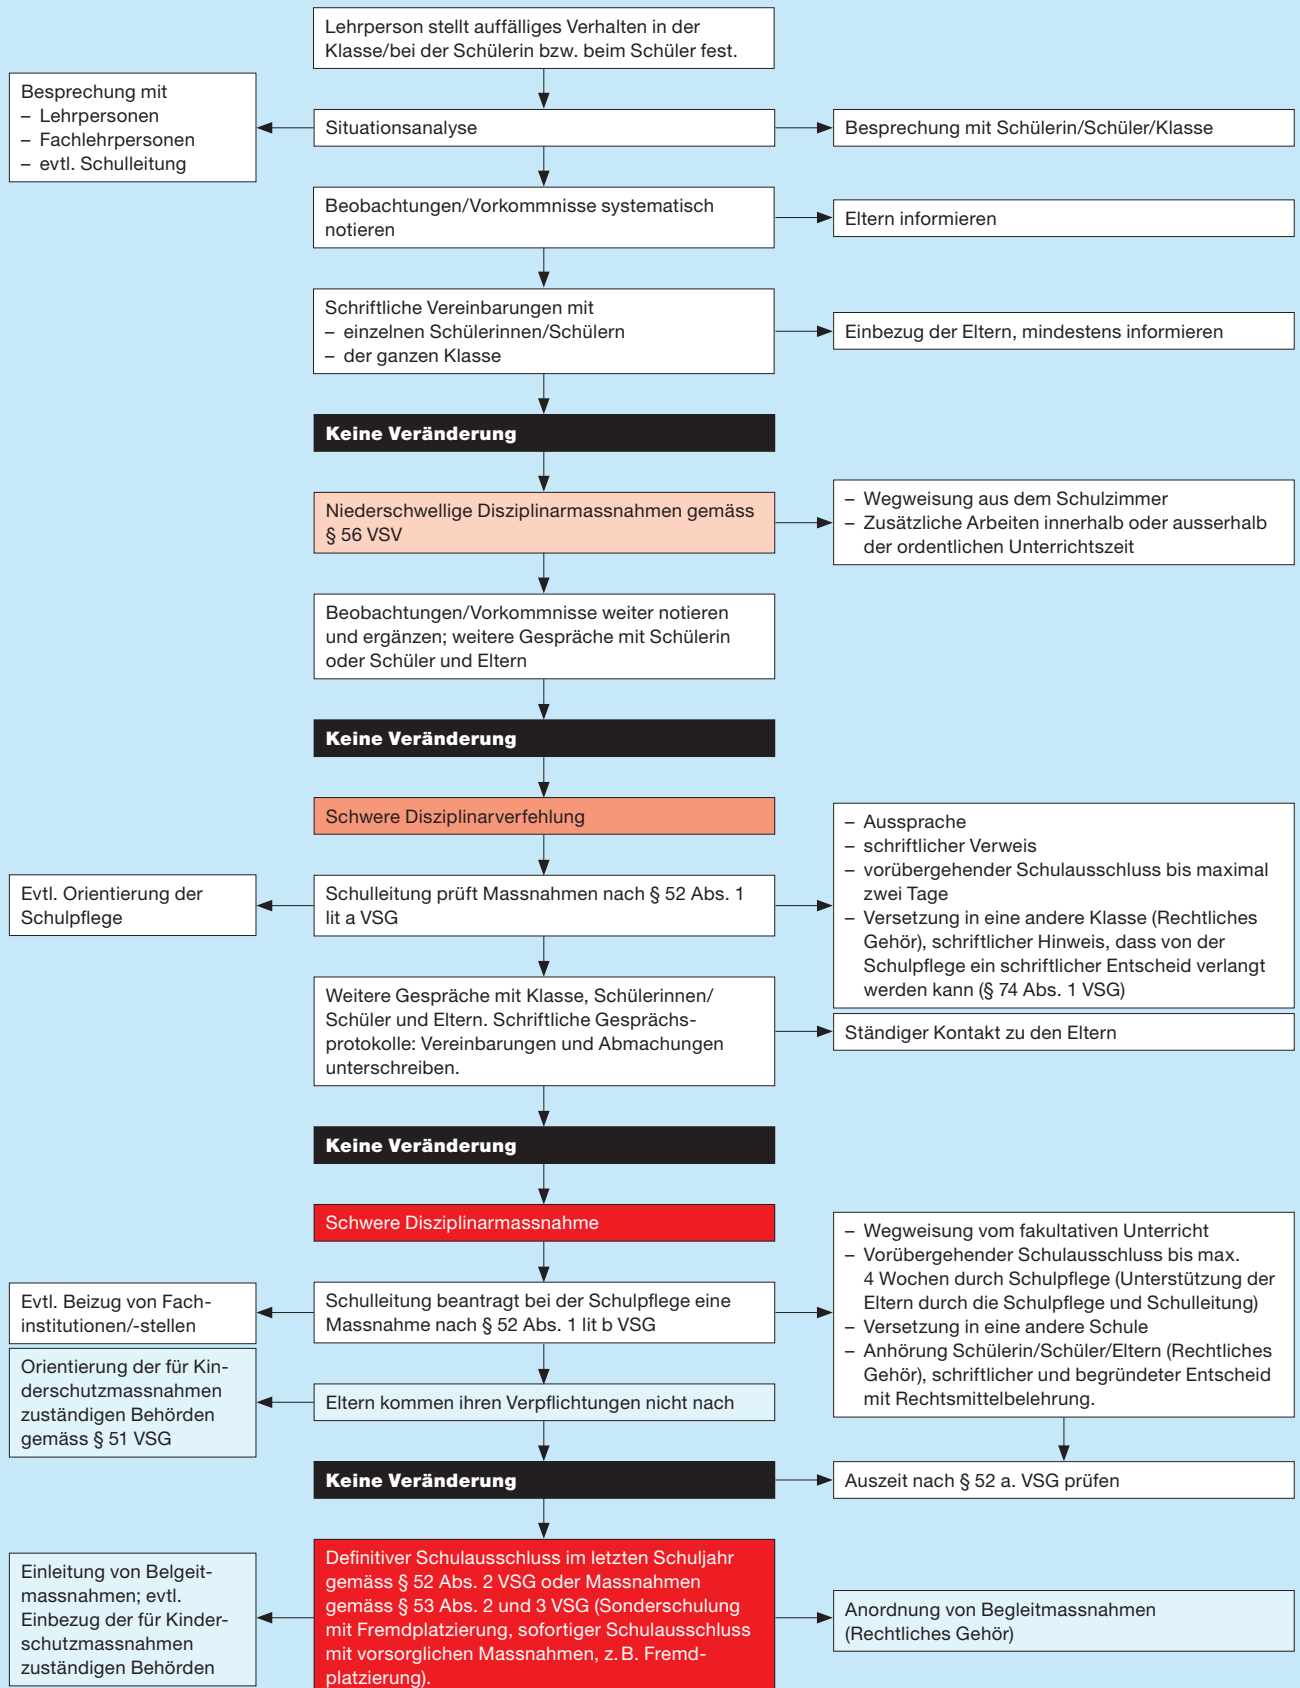 Lehrperson stellt auffälliges Verhalten in der
Klasse/bei der Schülerin bzw. beim Schüler fest.
Besprechung mit
– Lehrpersonen
– Fachlehrpersonen
– evtl. Schulleitung
Situationsanalyse
Besprechung mit Schülerin/Schüler/Klasse
Beobachtungen/Vorkommnisse systematisch
notieren
Eltern informieren
Schriftliche Vereinbarungen mit
– einzelnen Schülerinnen/Schülern
– der ganzen Klasse
Einbezug der Eltern, mindestens informieren
Keine Veränderung
Niederschwellige Disziplinarmassnahmen gemäss
§ 56 VSV
– Wegweisung aus dem Schulzimmer
– Zusätzliche Arbeiten innerhalb oder ausserhalb
der ordentlichen Unterrichtszeit
Beobachtungen/Vorkommnisse weiter notieren
und ergänzen; weitere Gespräche mit Schülerin
oder Schüler und Eltern
Keine Veränderung
Schwere Disziplinarverfehlung
Evtl. Orientierung der
Schulpflege
Schulleitung prüft Massnahmen nach § 52 Abs. 1
lit a VSG
– Aussprache
– schriftlicher Verweis
– vorübergehender Schulausschluss bis maximal
zwei Tage
– Versetzung in eine andere Klasse (Rechtliches
Gehör), schriftlicher Hinweis, dass von der
Schulpflege ein schriftlicher Entscheid verlangt
werden kann (§ 74 Abs. 1 VSG)
Weitere Gespräche mit Klasse, Schülerinnen/
Schüler und Eltern. Schriftliche Gesprächs-
protokolle: Vereinbarungen und Abmachungen
unterschreiben.
Ständiger Kontakt zu den Eltern
Keine Veränderung
Schwere Disziplinarmassnahme
Evtl. Beizug von Fach-
institutionen/-stellen
Schulleitung beantragt bei der Schulpflege eine
Massnahme nach § 52 Abs. 1 lit b VSG
– Wegweisung vom fakultativen Unterricht
– Vorübergehender Schulausschluss bis max.
4 Wochen durch Schulpflege (Unterstützung der
Eltern durch die Schulpflege und Schulleitung)
– Versetzung in eine andere Schule
– Anhörung Schülerin/Schüler/Eltern (Rechtliches
Gehör), schriftlicher und begründeter Entscheid
mit Rechtsmittelbelehrung.
Orientierung der für Kin-
derschutzmassnahmen
zuständigen Behörden
gemäss § 51 VSG
Eltern kommen ihren Verpflichtungen nicht nach
Keine Veränderung
Auszeit nach § 52 a. VSG prüfen
Einleitung von Belgeit-
massnahmen; evtl.
Einbezug der für Kinder-
schutzmassnahmen
zuständigen Behörden
Definitiver Schulausschluss im letzten Schuljahr
gemäss § 52 Abs. 2 VSG oder Massnahmen
gemäss § 53 Abs. 2 und 3 VSG (Sonderschulung
mit Fremdplatzierung, sofortiger Schulausschluss
mit vorsorglichen Massnahmen, z. B. Fremd-
platzierung).
Anordnung von Begleitmassnahmen
(Rechtliches Gehör)